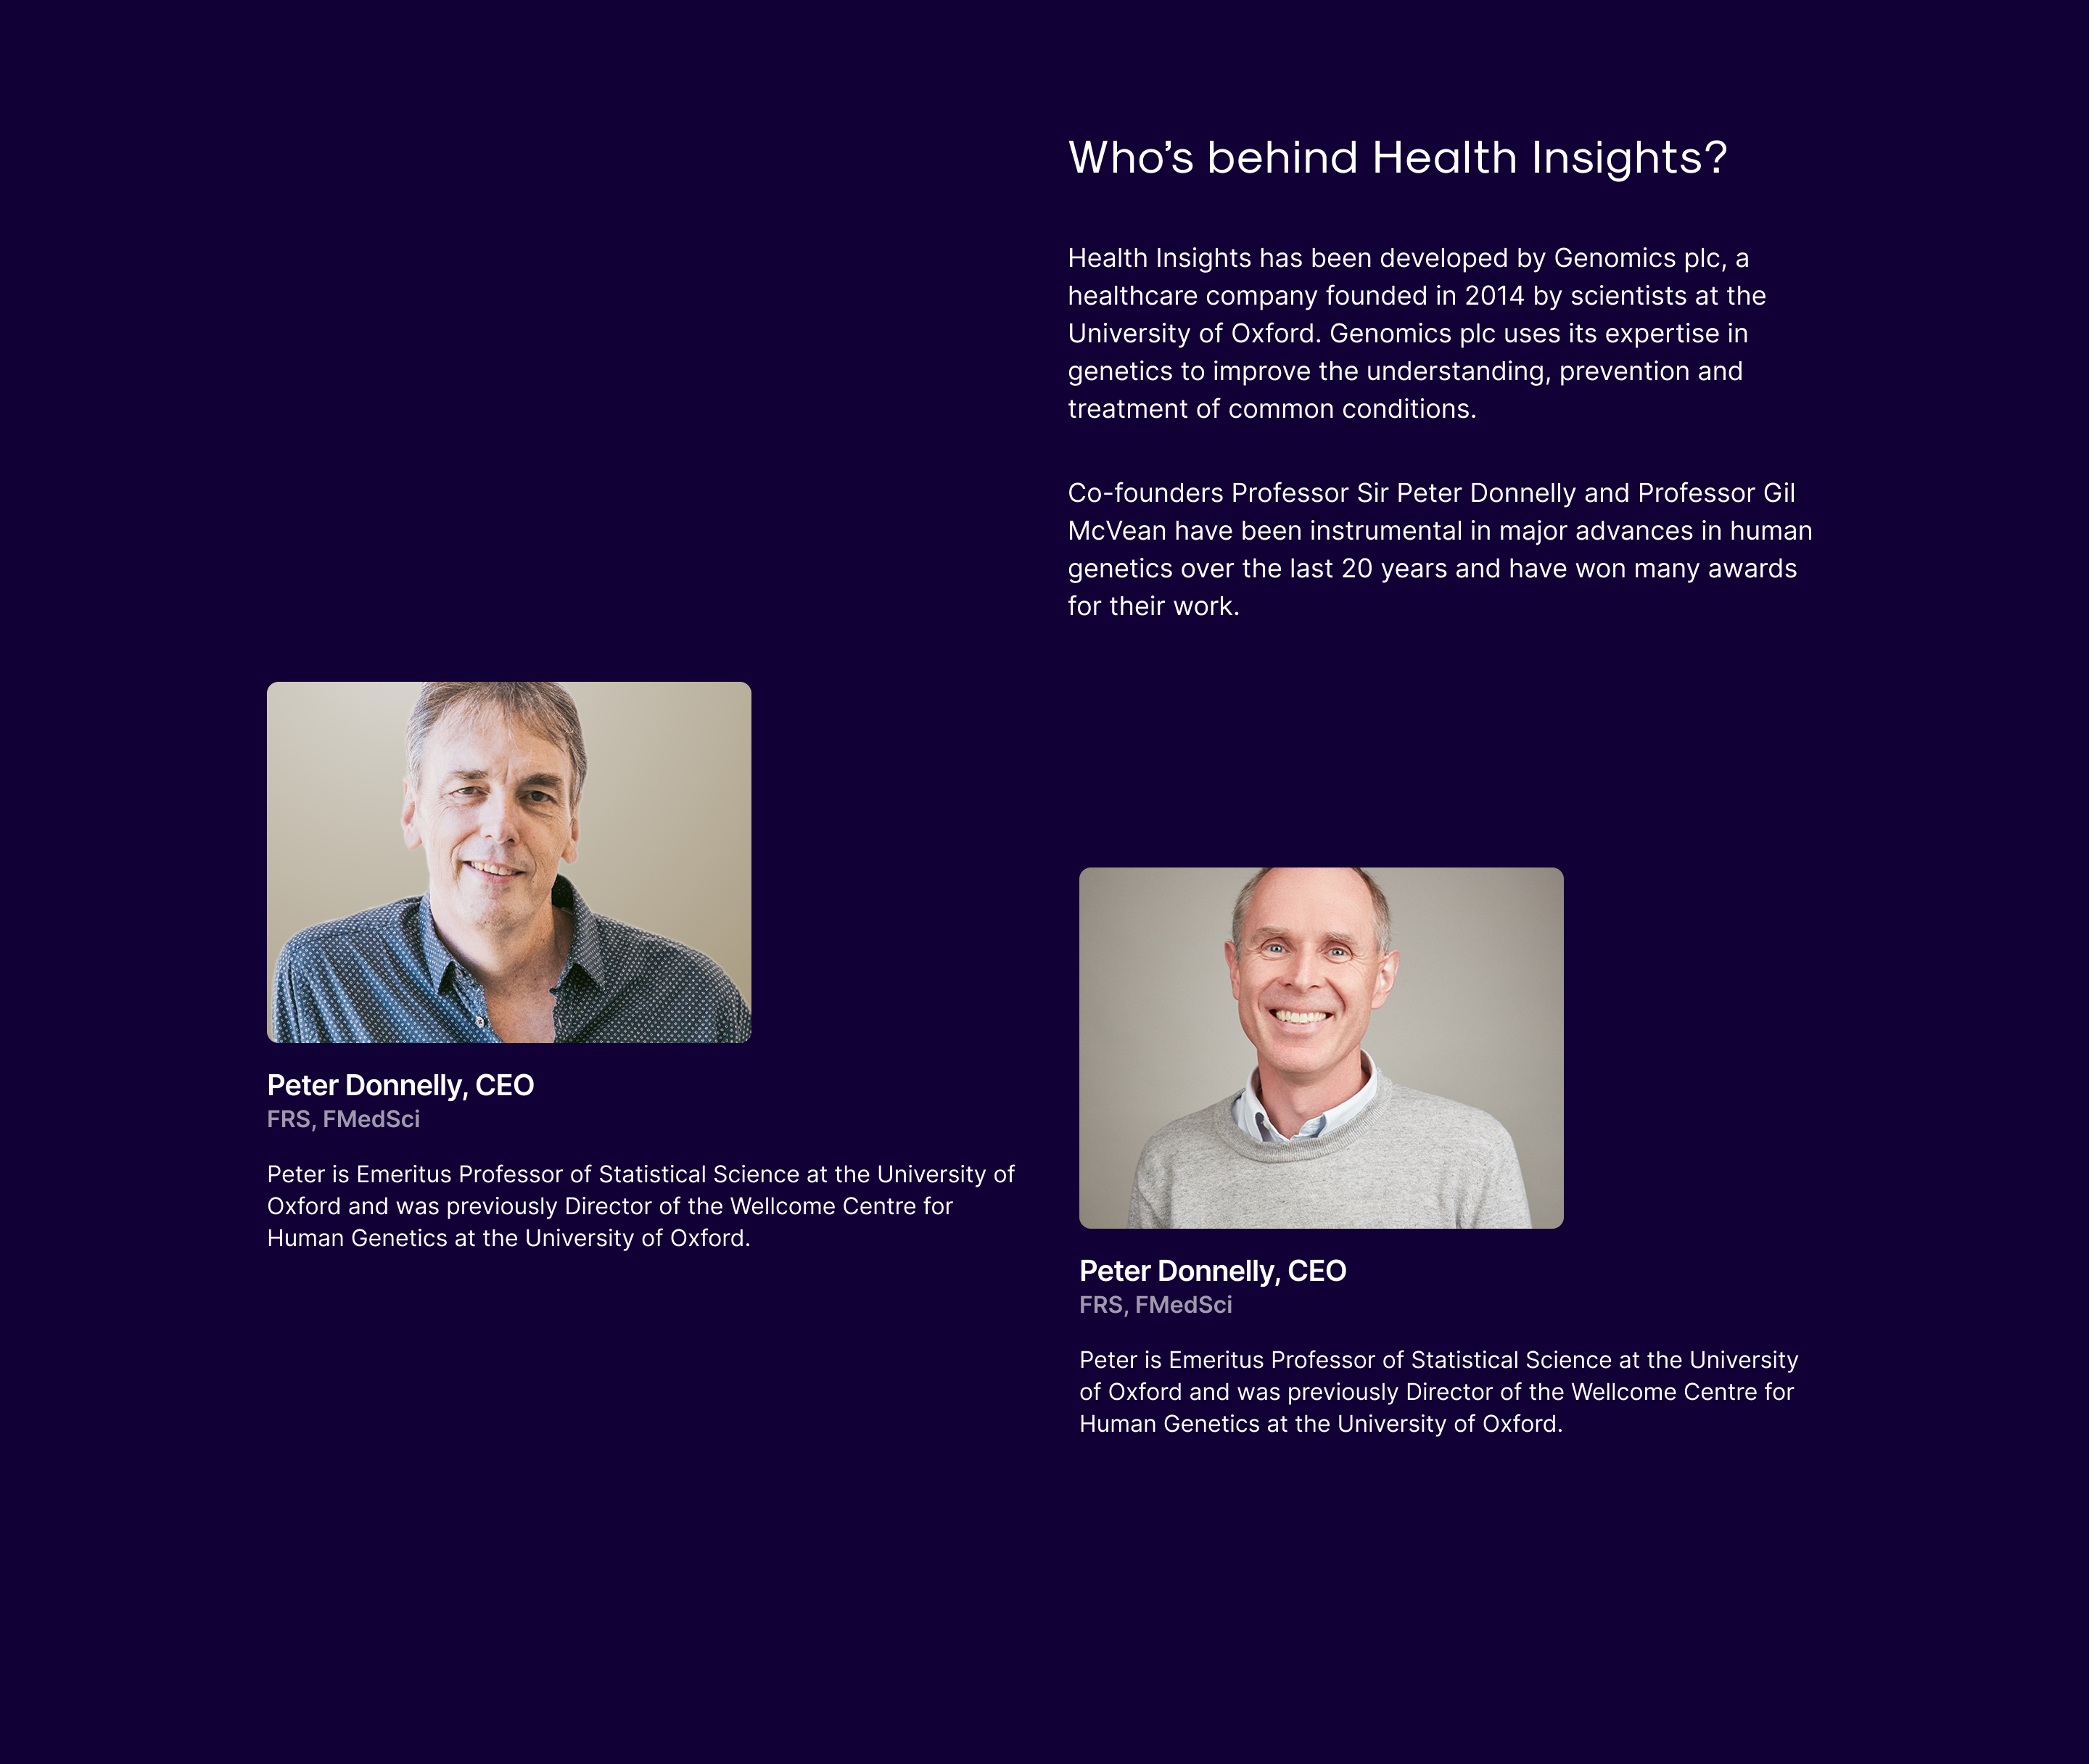 Who’s behind Health Insights?
Health Insights has been developed by Genomics plc, a
healthcare company founded in 2014 by scientists at the
University of Oxford. Genomics plc uses its expertise in
genetics to improve the understanding, prevention and
treatment of common conditions.
Co-founders Professor Sir Peter Donnelly and Professor Gil
McVean have been instrumental in major advances in human
genetics over the last 20 years and have won many awards
for their work.
Peter Donnelly, CEO
FRS, FMedSci
Peter is Emeritus Professor of Statistical Science at the University of
Oxford and was previously Director of the Wellcome Centre for
Human Genetics at the University of Oxford.
Peter Donnelly, CEO
FRS, FMedSci
Peter is Emeritus Professor of Statistical Science at the University
of Oxford and was previously Director of the Wellcome Centre for
Human Genetics at the University of Oxford.